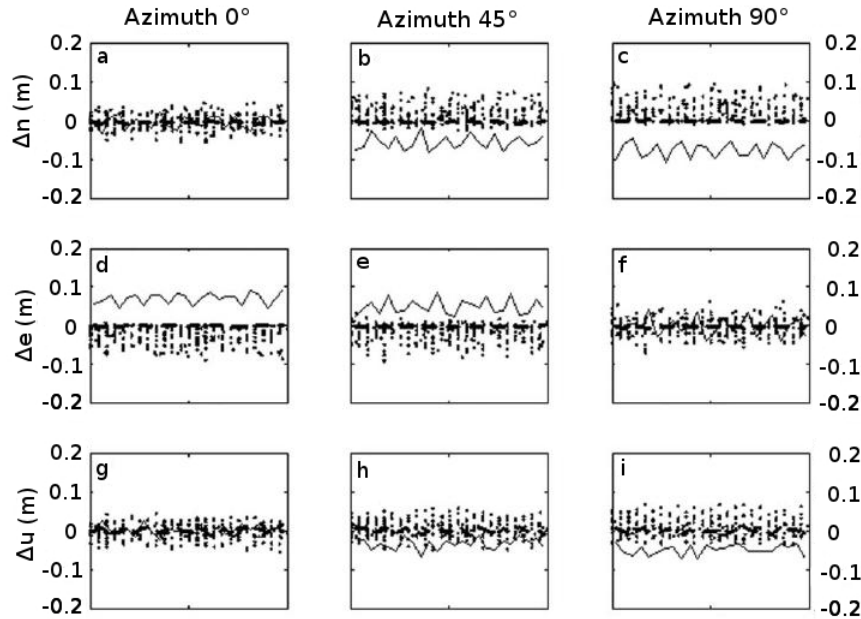 Azimuth 0° Azimuth 45° Azimuth 90°
0.2 a b c 0.2
0.1 0.1
Δn (m) 0 0
-0.1 -0.1
-0.2 -0.2
0.2 d e f 0.2
0.1 0.1
Δe (m) 0 0
-0.1 -0.1
-0.2 -0.2
0.2 g h i 0.2
0.1 0.1
Δu (m) 0 0
-0.1 -0.1
-0.2 -0.2